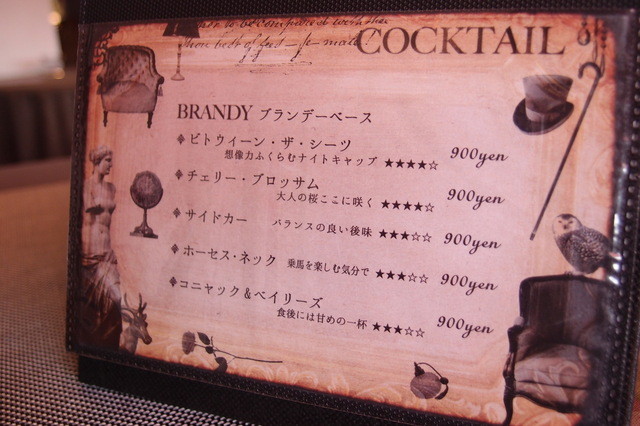 COCKTAIL
BRANDY ブランデーベース
ビトウィーン・ザ・シーツ
想像力ふくらむナイトキャップ ★★★★☆ 900yen
チェリー・ブロッサム
大人の桜ここに咲く ★★★★☆ 900yen
サイドカー バランスの良い後味 ★★★☆☆ 900yen
ホーセス・ネック 乗馬を楽しむ気分で ★★★☆☆ 900yen
コニャック&ベイリーズ
食後には甘めの一杯 ★★★☆☆ 900yen